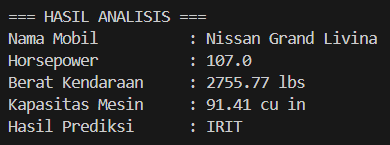 === HASIL ANALISIS ===
Nama Mobil : Nissan Grand Livina
Horsepower : 107.0
Berat Kendaraan : 2755.77 lbs
Kapasitas Mesin : 91.41 cu in
Hasil Prediksi : IRIT